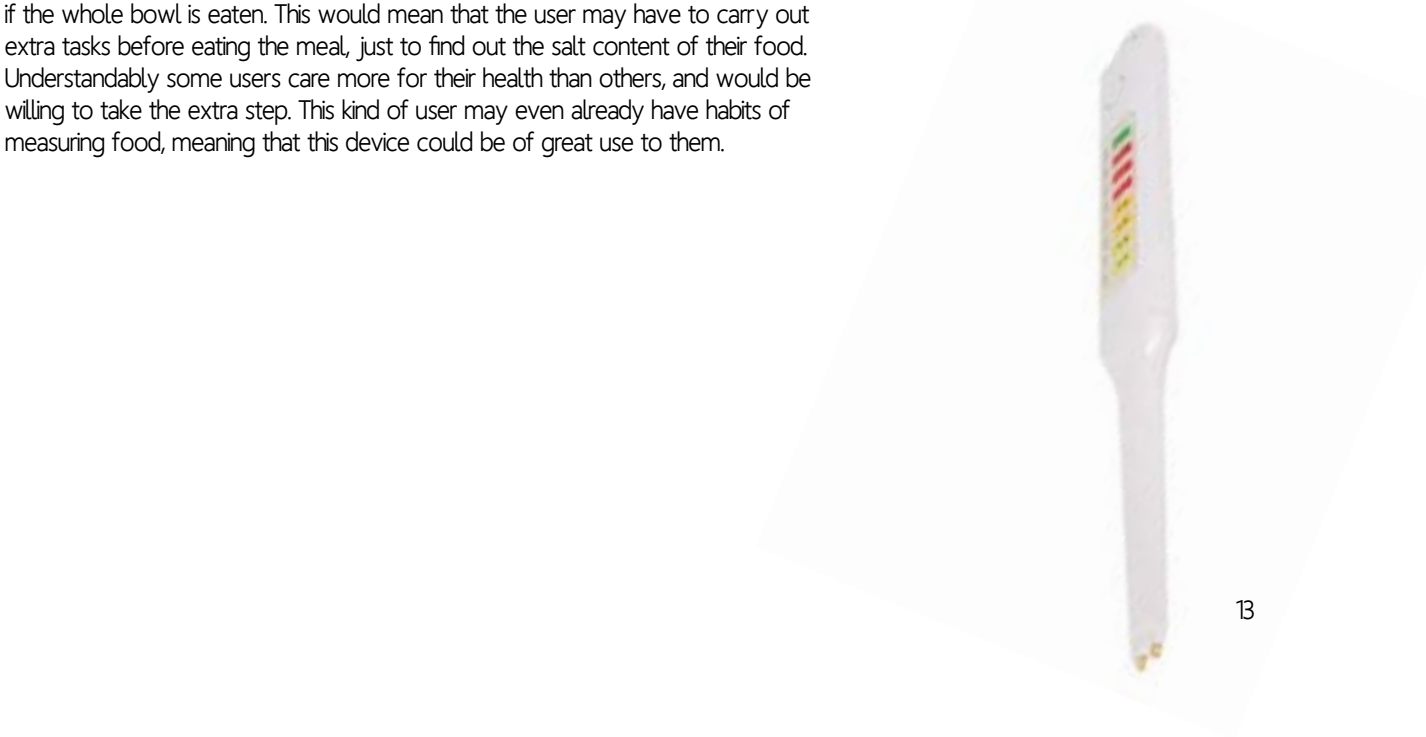 if the whole bowl is eaten. This would mean that the user may have to carry out
extra tasks before eating the meal, just to find out the salt content of their food.
Understandably some users care more for their health than others, and would be
willing to take the extra step. This kind of user may even already have habits of
measuring food, meaning that this device could be of great use to them.
13